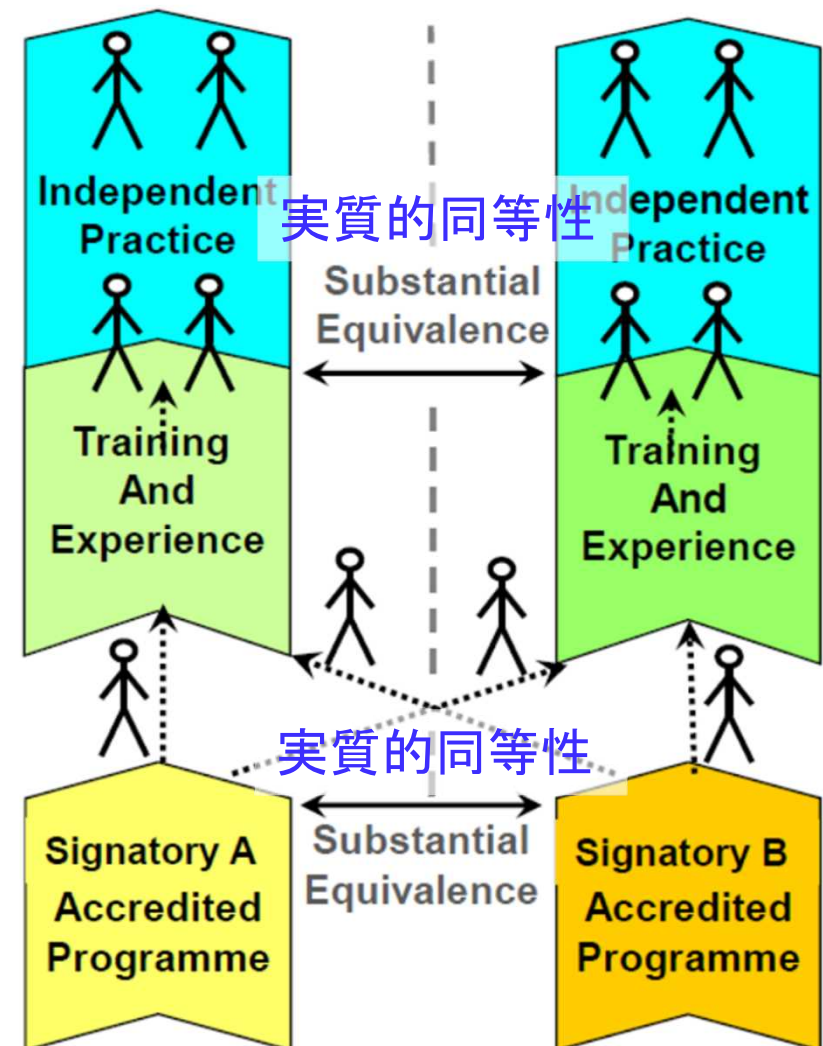 Independent
Practice
実質的同等性
Independent
Practice
Substantial
Equivalence
Training
And
Experience
Training
And
Experience
実質的同等性
Signatory A
Accredited
Programme
Substantial
Equivalence
Signatory B
Accredited
Programme